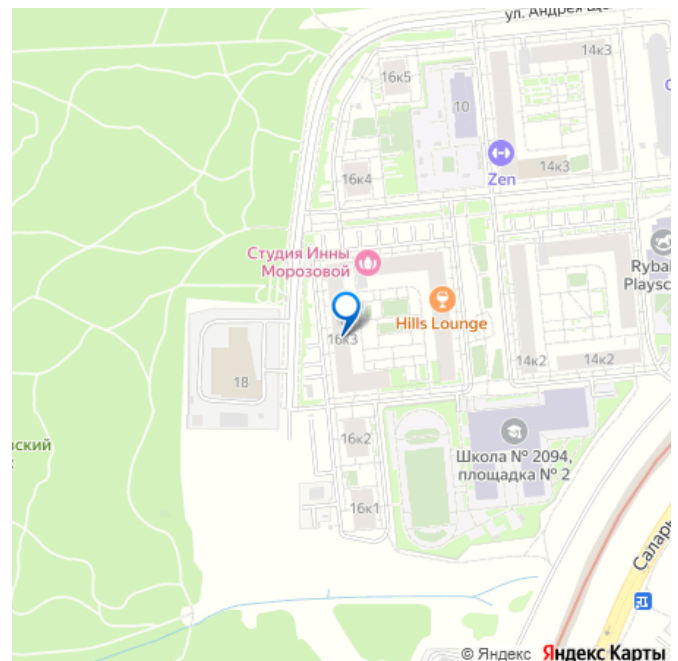 ул. Андрея
14к3
16к5
10
14к3
Zen
16к4
Студия Инны
Морозовой
Hills Lounge
16к3
14к2
14к2
18
16к2
Школа № 2094,
площадка № 2
16к1
© Яндекс Яндекс Карты